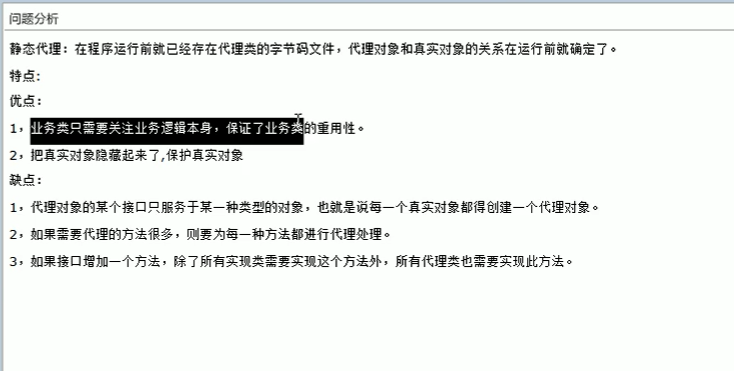 问题分析
静态代理：在程序运行前就已经存在代理类的字节码文件，代理对象和真实对象的关系在运行前就确定了。
特点：
优点：
1，业务类只需要关注业务逻辑本身，保证了业务类的重用性。
2，把真实对象隐藏起来了,保护真实对象
缺点：
1，代理对象的某个接口只服务于某一种类型的对象，也就是说每一个真实对象都得创建一个代理对象。
2，如果需要代理的方法很多，则要为每一种方法都进行代理处理。
3，如果接口增加一个方法，除了所有实现类需要实现这个方法外，所有代理类也需要实现此方法。